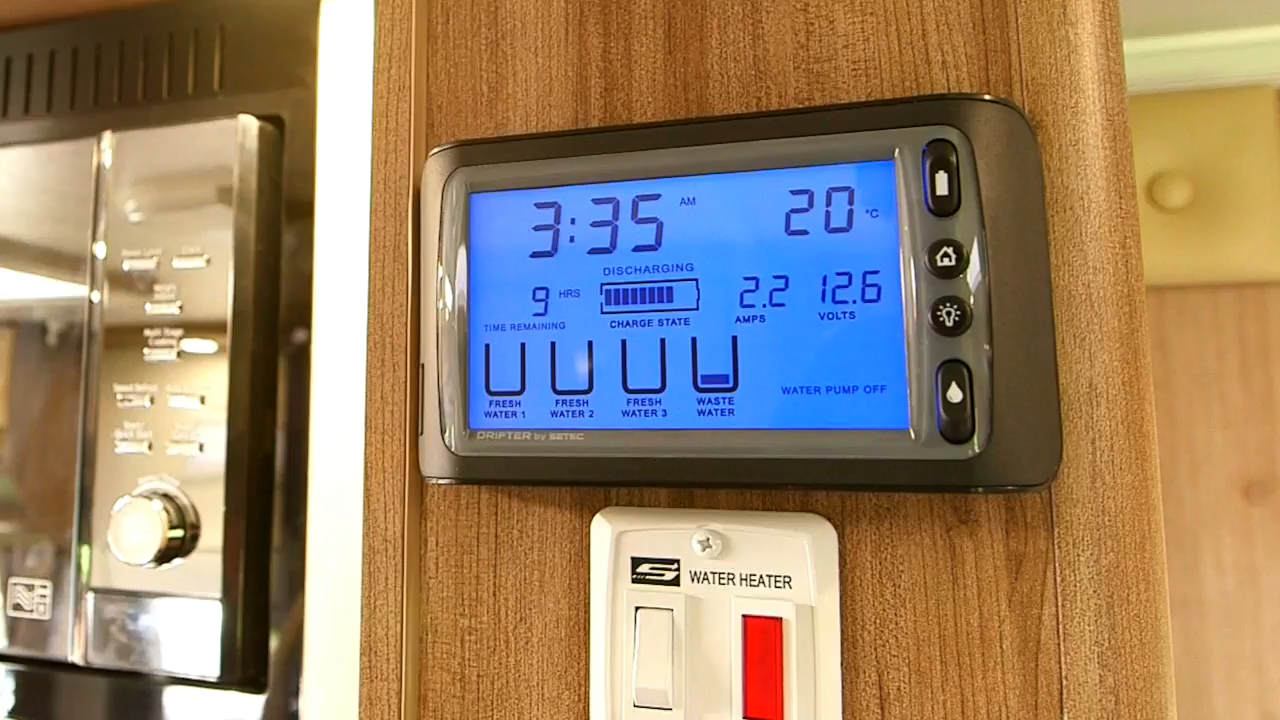 3:35 AM
20 °C
DISCHARGING
9 HRS
2.2
12.6
TIME REMAINING
CHARGE STATE
AMPS
VOLTS
FRESH WATER 1
FRESH WATER 2
FRESH WATER 3
WASTE WATER
WATER PUMP OFF
DRIFTER by SETEC
S WATER HEATER